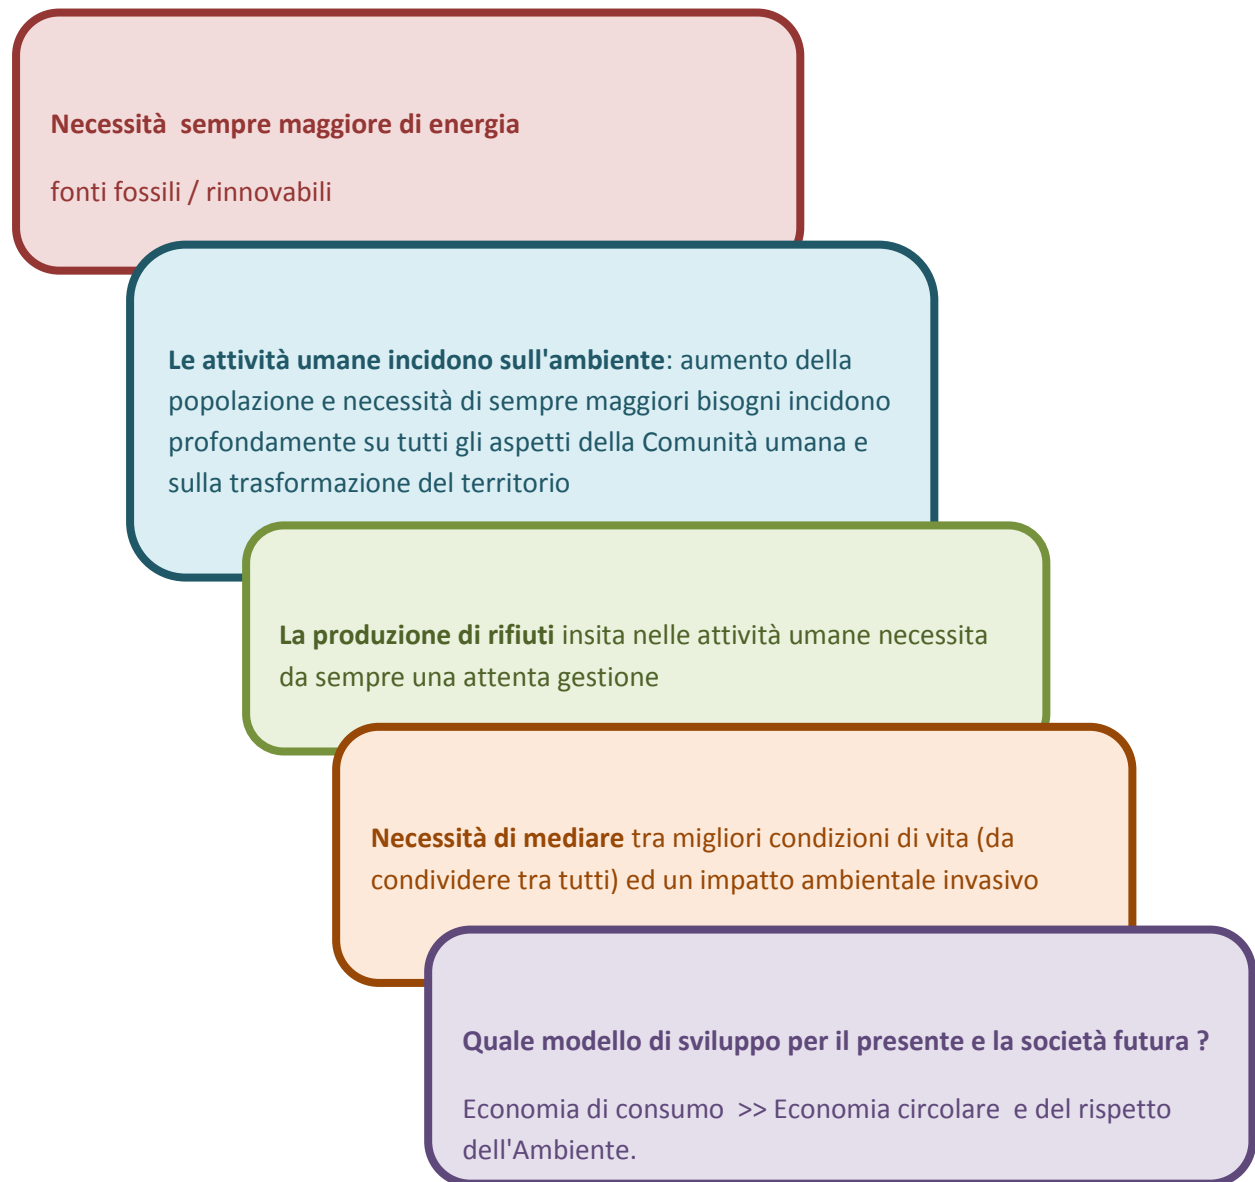 Necessità  sempre maggiore di energia
fonti fossili / rinnovabili
Le attività umane incidono sull'ambiente: aumento della
popolazione e necessità di sempre maggiori bisogni incidono
profondamente su tutti gli aspetti della Comunità umana e
sulla trasformazione del territorio
La produzione di rifiuti insita nelle attività umane necessita
da sempre una attenta gestione
Necessità di mediare tra migliori condizioni di vita (da
condividere tra tutti) ed un impatto ambientale invasivo
Quale modello di sviluppo per il presente e la società futura ?
Economia di consumo  >> Economia circolare  e del rispetto
dell'Ambiente.